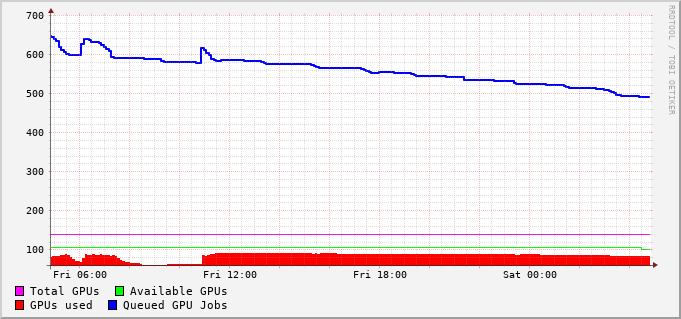 700
600
500
400
300
200
100
Fri 06:00 Fri 12:00 Fri 18:00 Sat 00:00
Total GPUs Available GPUs
GPUs used Queued GPU Jobs
RRDTOOL / TOBI OETIKER